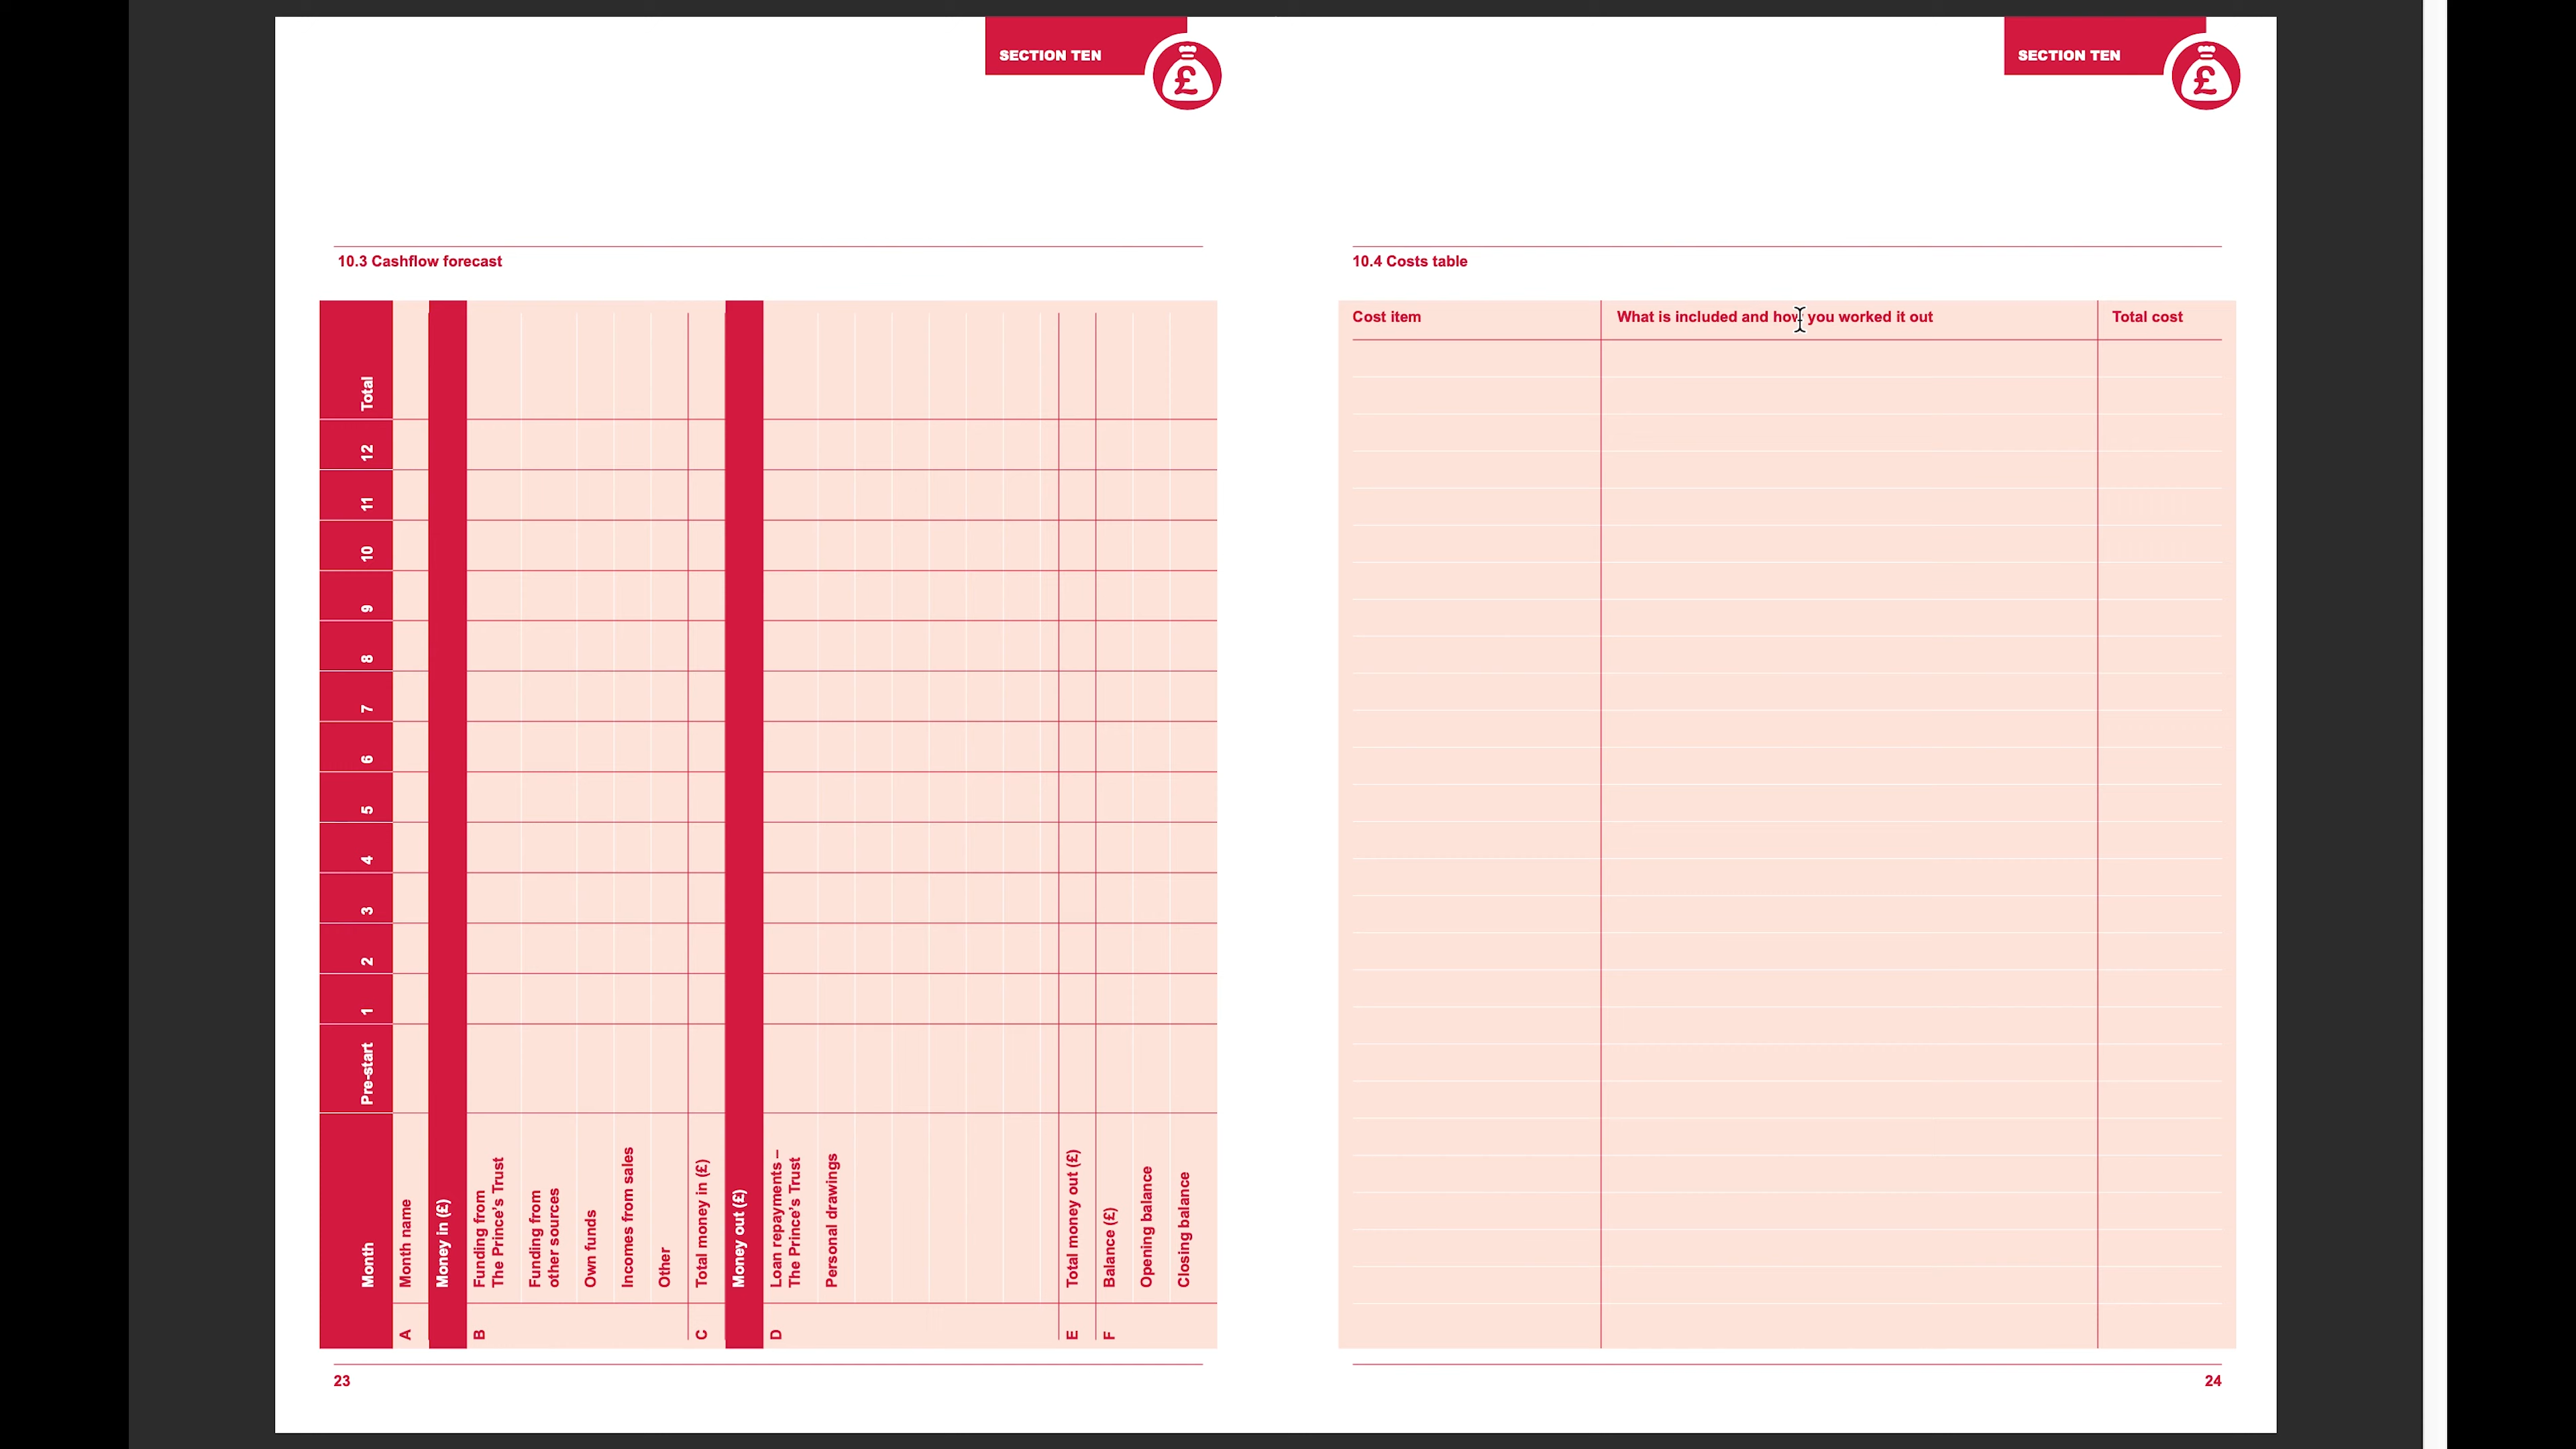 SECTION TEN
£
10.3 Cashflow forecast
Month
Pre-start
1
2
3
4
5
6
7
8
9
10
11
12
Total
A
Month name
Money in (£)
B
Funding from
The Prince's Trust
Funding from
other sources
Own funds
Incomes from sales
Other
C
Total money in (£)
Money out (£)
D
Loan repayments –
The Prince's Trust
Personal drawings
E
Total money out (£)
F
Balance (£)
Opening balance
Closing balance
23
SECTION TEN
£
10.4 Costs table
Cost item
What is included and how you worked it out
Total cost
24